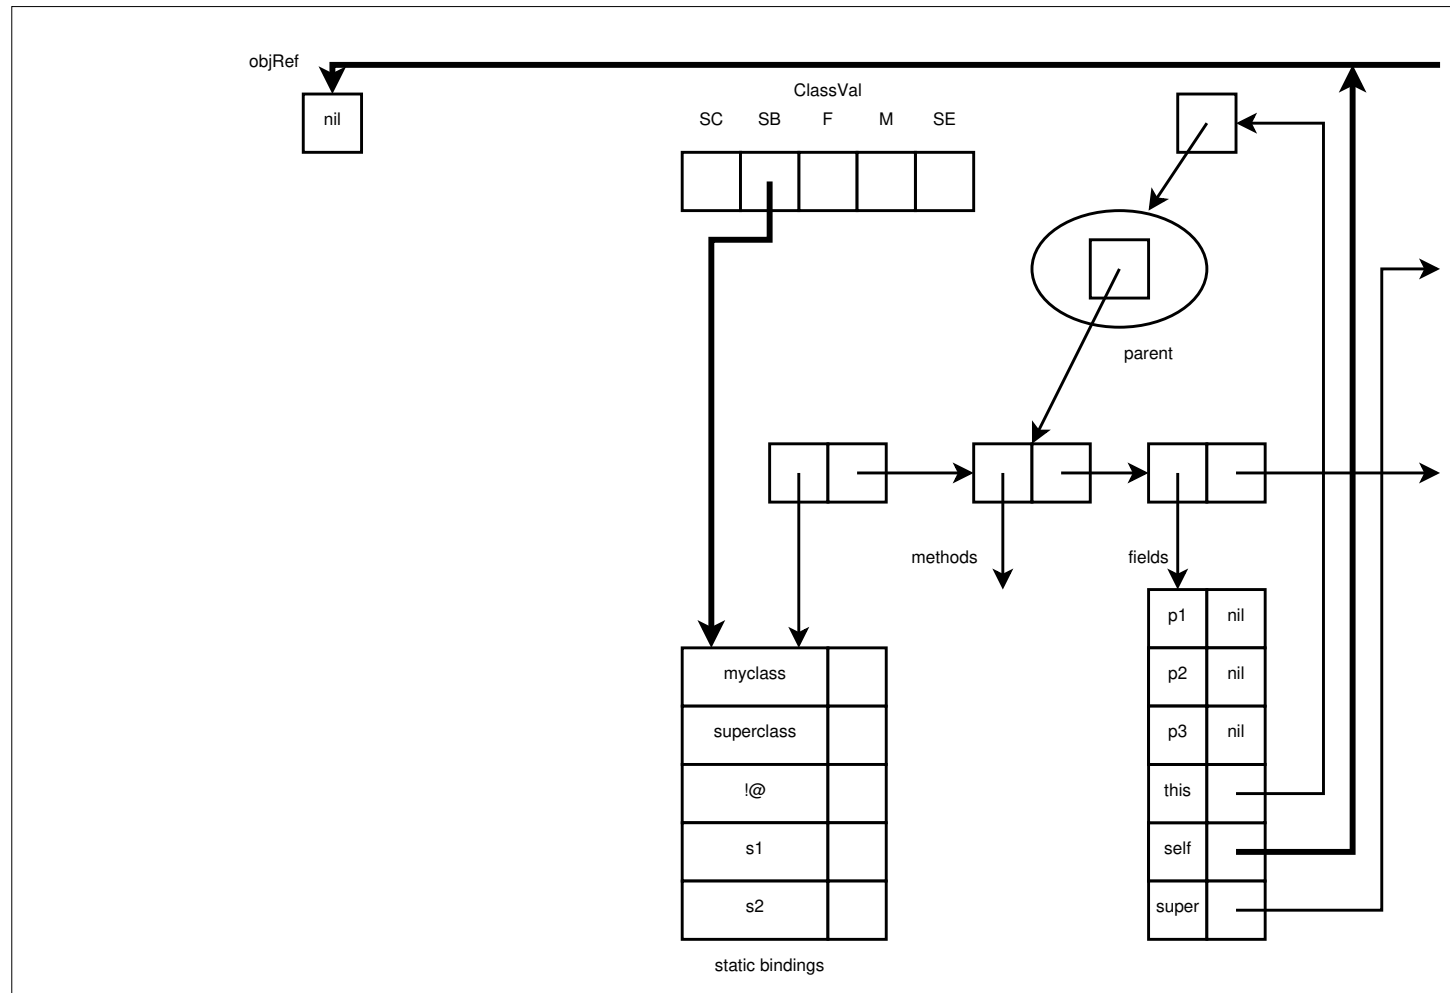 objRef
nil
ClassVal
SC SB F M SE
parent
methods
fields
p1 nil
p2 nil
p3 nil
this
self
super
myclass
superclass
!@
s1
s2
static bindings